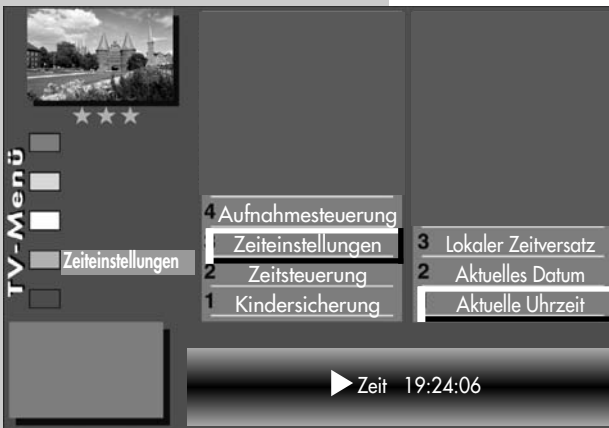 TV-Menü
Zeiteinstellungen
4 Aufnahmesteuerung
3 Zeiteinstellungen
2 Zeitsteuerung
1 Kindersicherung
3 Lokaler Zeitversatz
2 Aktuelles Datum
Aktuelle Uhrzeit
Zeit 19:24:06